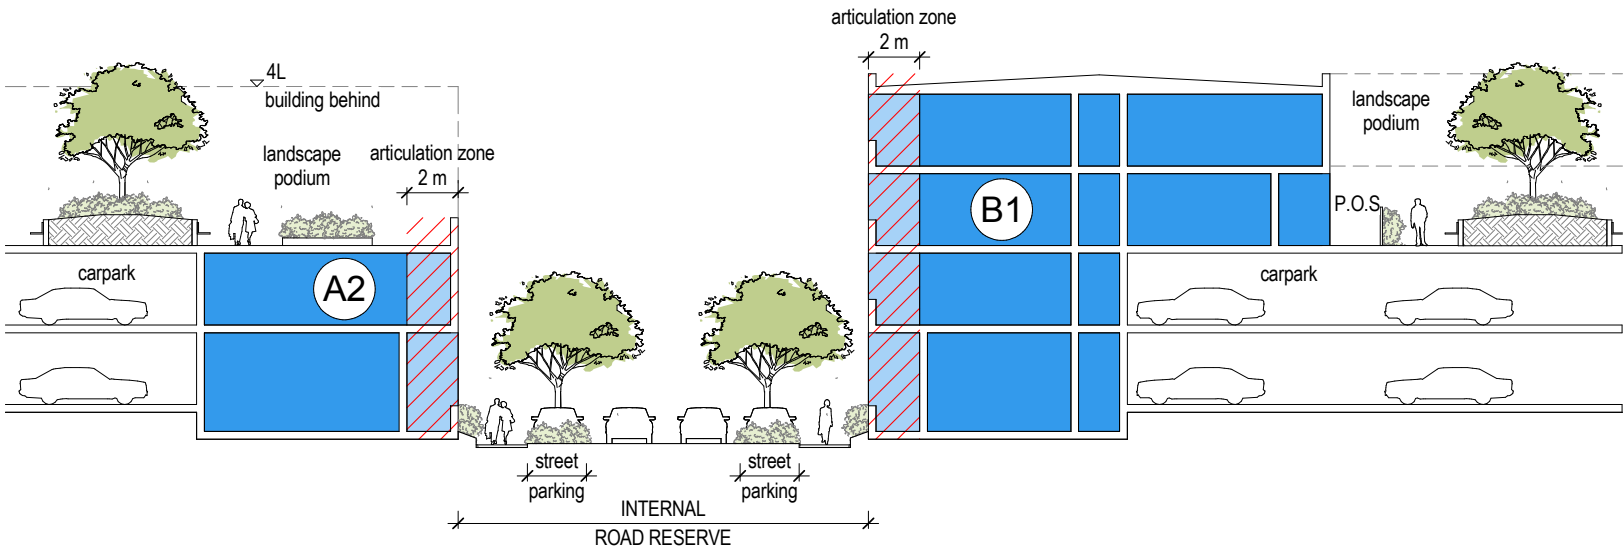 articulation zone
2 m
4L
building behind
landscape
podium
articulation zone
2 m
landscape
podium
B1
P.O.S
carpark
A2
carpark
street
parking
street
parking
INTERNAL
ROAD RESERVE